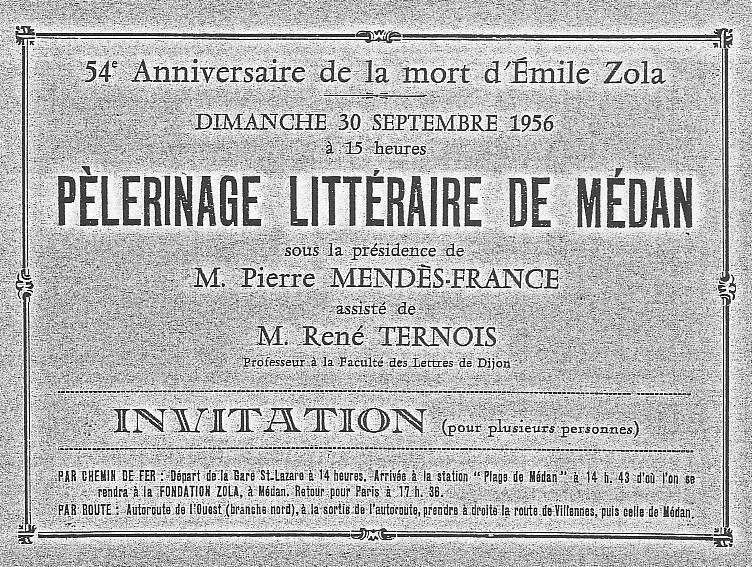 54e Anniversaire de la mort d'Émile Zola
DIMANCHE 30 SEPTEMBRE 1956
à 15 heures
PÈLERINAGE LITTÉRAIRE DE MÉDAN
sous la présidence de
M. Pierre MENDÈS-FRANCE
assisté de
M. René TERNOIS
Professeur à la Faculté des Lettres de Dijon
INVITATION (pour plusieurs personnes)
PAR CHEMIN DE FER : Départ de la Gare St-Lazare à 14 heures. Arrivée à la station "Plage de Médan" à 14 h. 43 d'où l'on se
rendra à la FONDATION ZOLA, à Médan. Retour pour Paris à 17 h. 36.
PAR ROUTE : Autoroute de l'Ouest (branche nord), à la sortie de l'autoroute, prendre à droite la route de Villennes, puis celle de Médan.